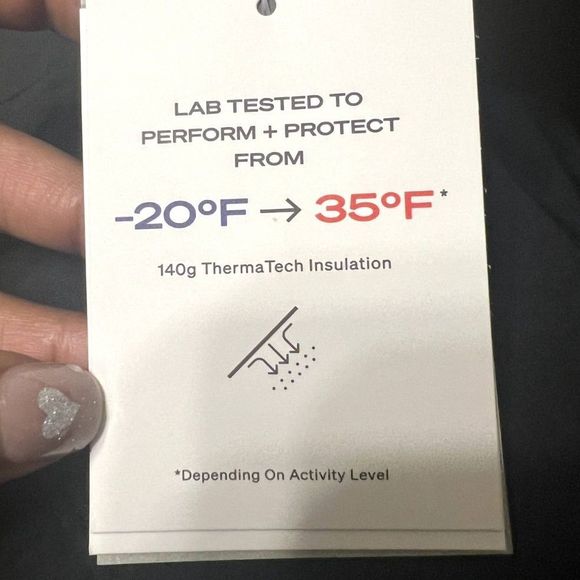 LAB TESTED TO
PERFORM + PROTECT
FROM
-20°F → 35°F*
140g ThermaTech Insulation
*Depending On Activity Level